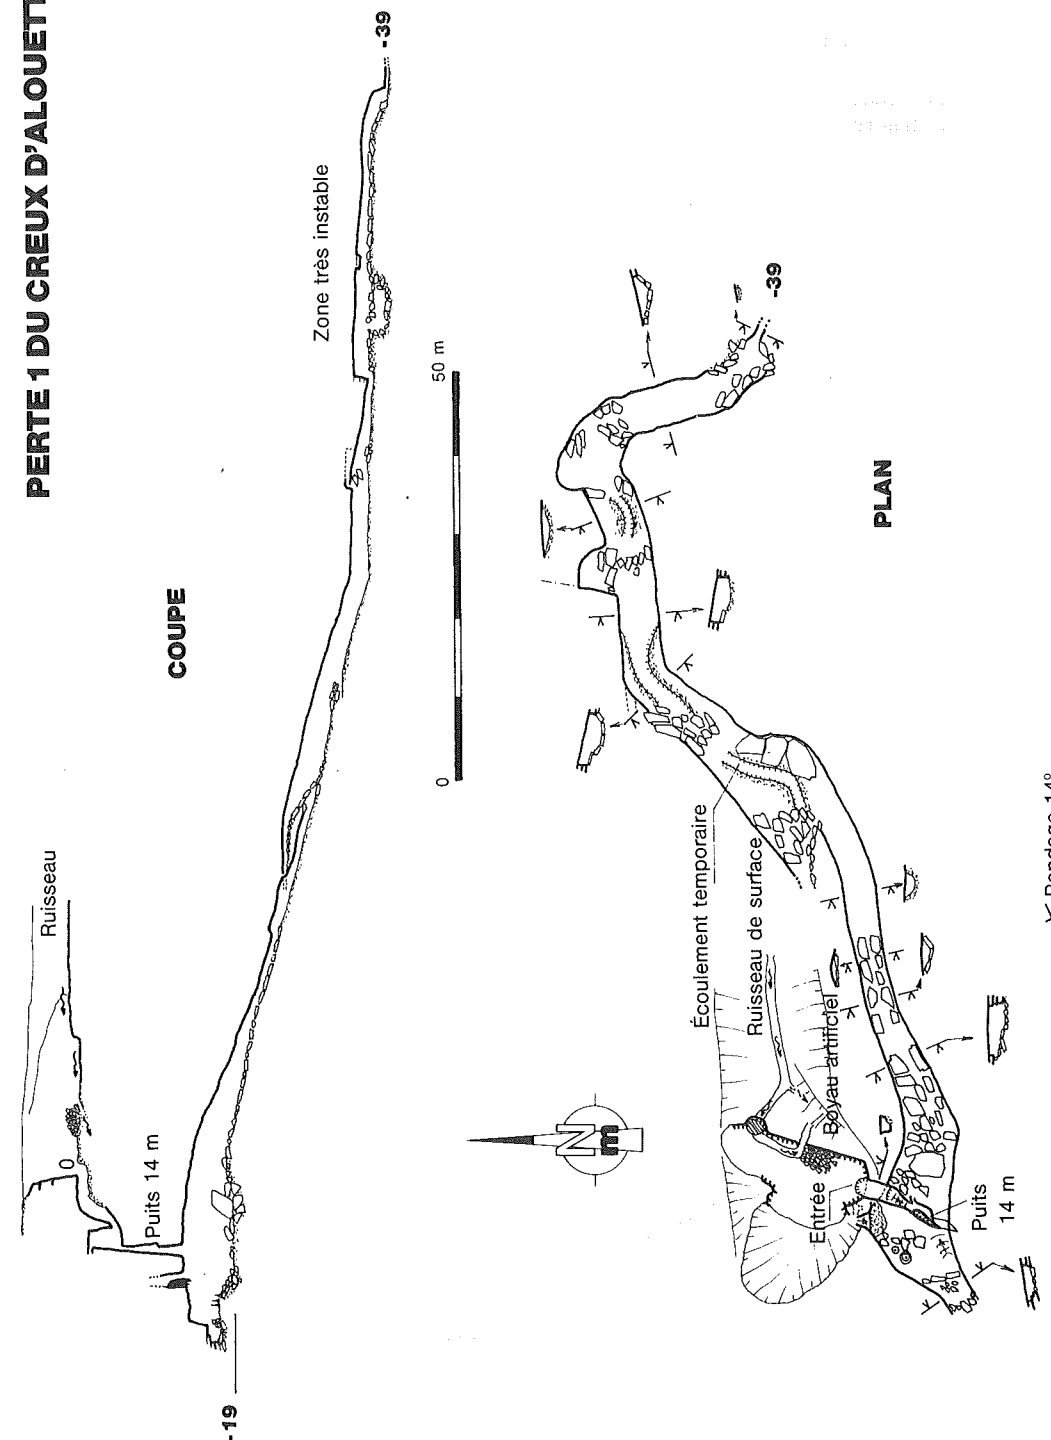 PERTE 1 DU CREUX D'ALOUETT
COUPE
Ruisseau
0
Puits 14 m
-19
Zone très instable
-39
0
50 m
N
m
PLAN
Écoulement temporaire
Ruisseau de surface
Boyau artificiel
Entrée
Puits
14 m
-39